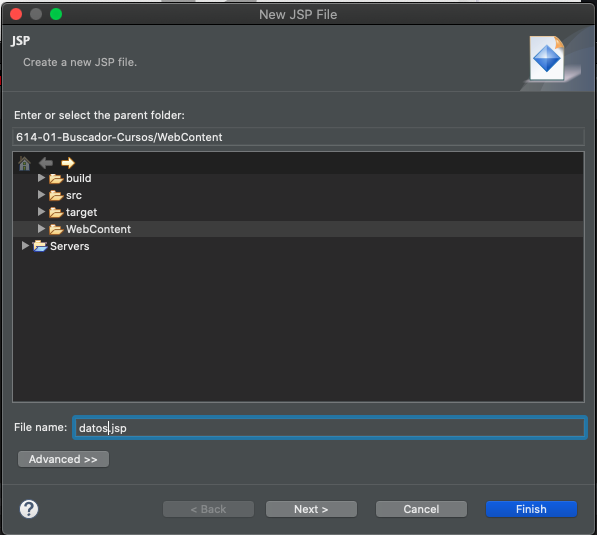 New JSP File
JSP
Create a new JSP file.
Enter or select the parent folder:
614-01-Buscador-Cursos/WebContent
build
src
target
WebContent
Servers
File name: datos.jsp
Advanced >>
? < Back Next > Cancel Finish